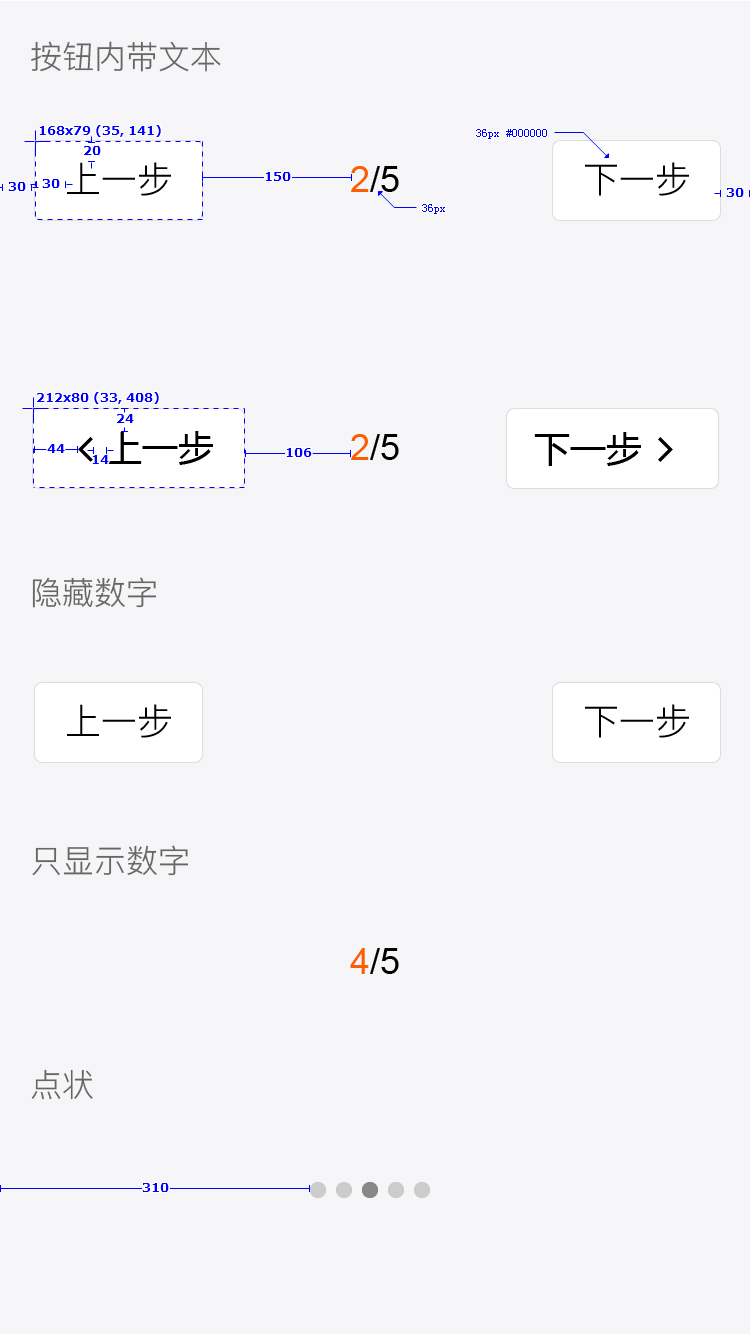 按钮内带文本
168x79 (35, 141)
36px #000000
20
上一步
150
2/5
下一步
30
30
30
36px
212x80 (33, 408)
24
44
14
上一步
106
2/5
下一步
隐藏数字
上一步
下一步
只显示数字
4/5
点状
310